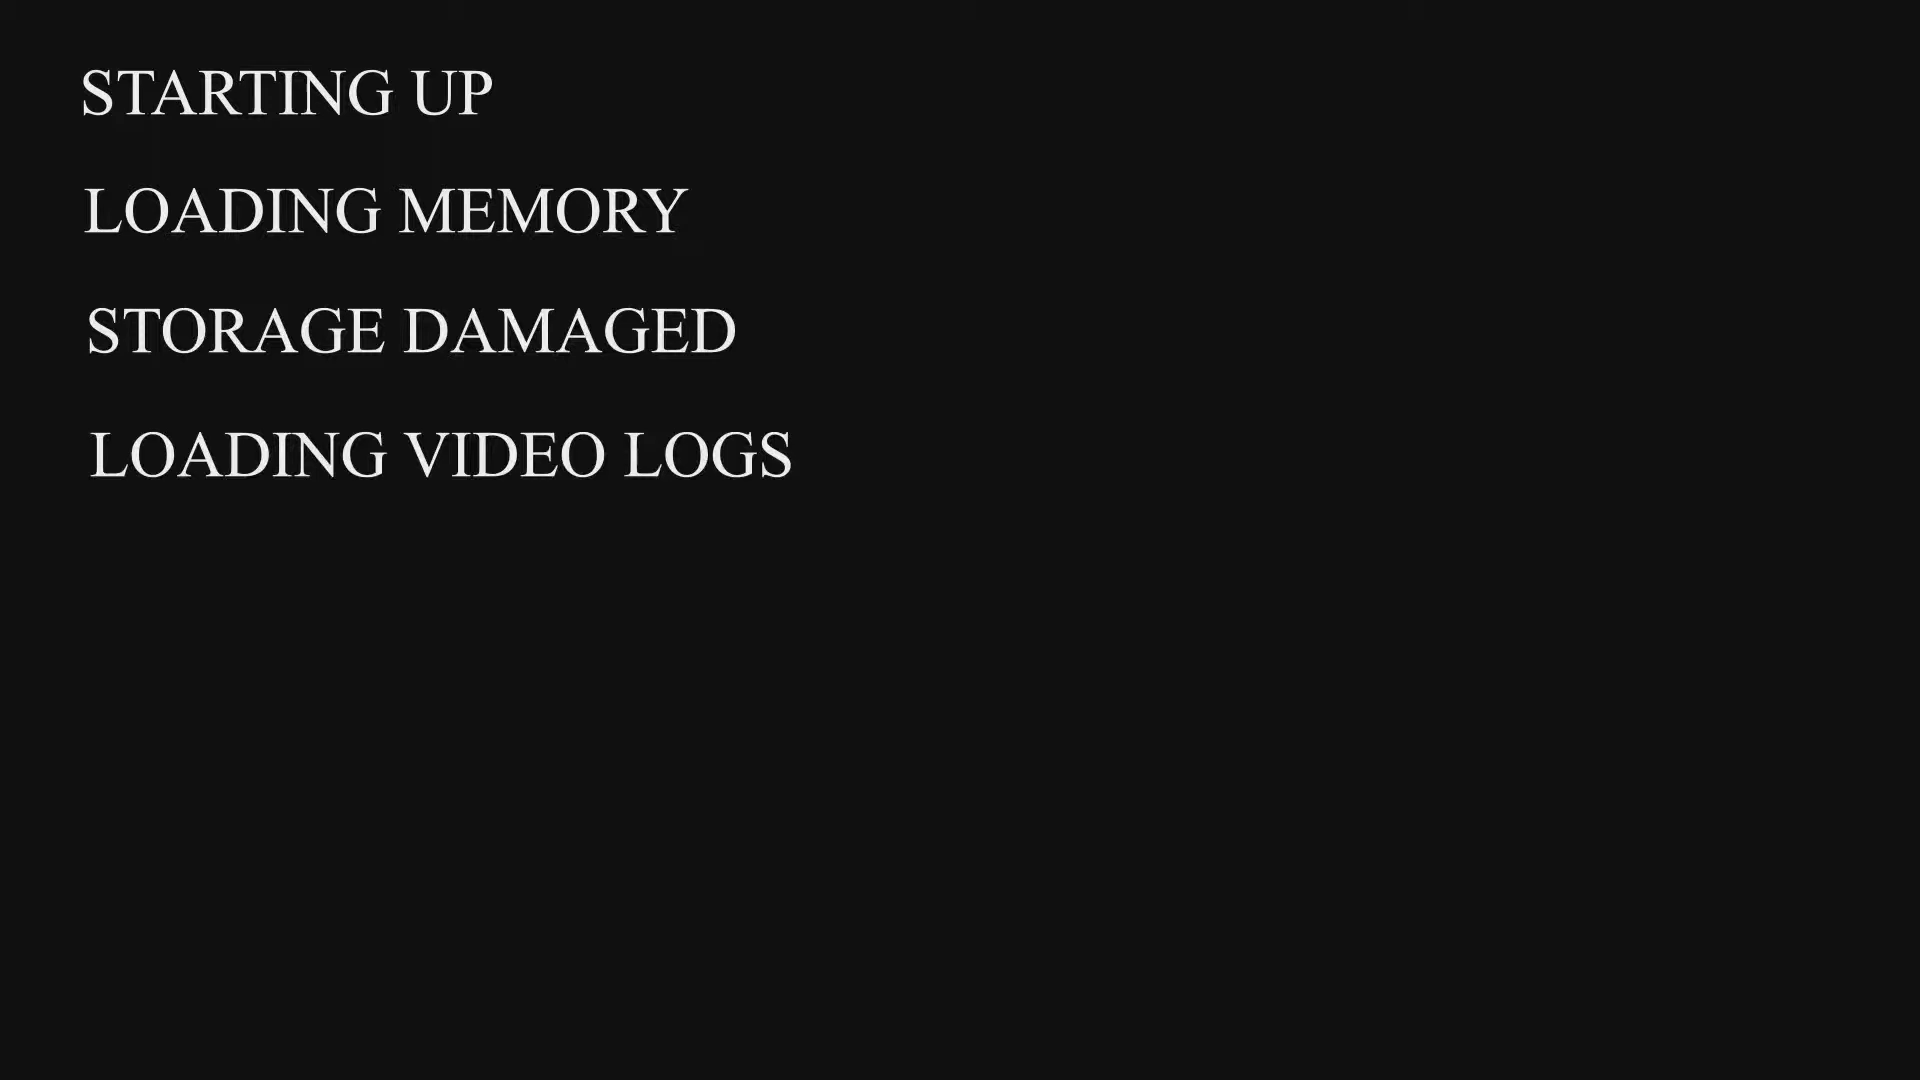 STARTING UP
LOADING MEMORY
STORAGE DAMAGED
LOADING VIDEO LOGS